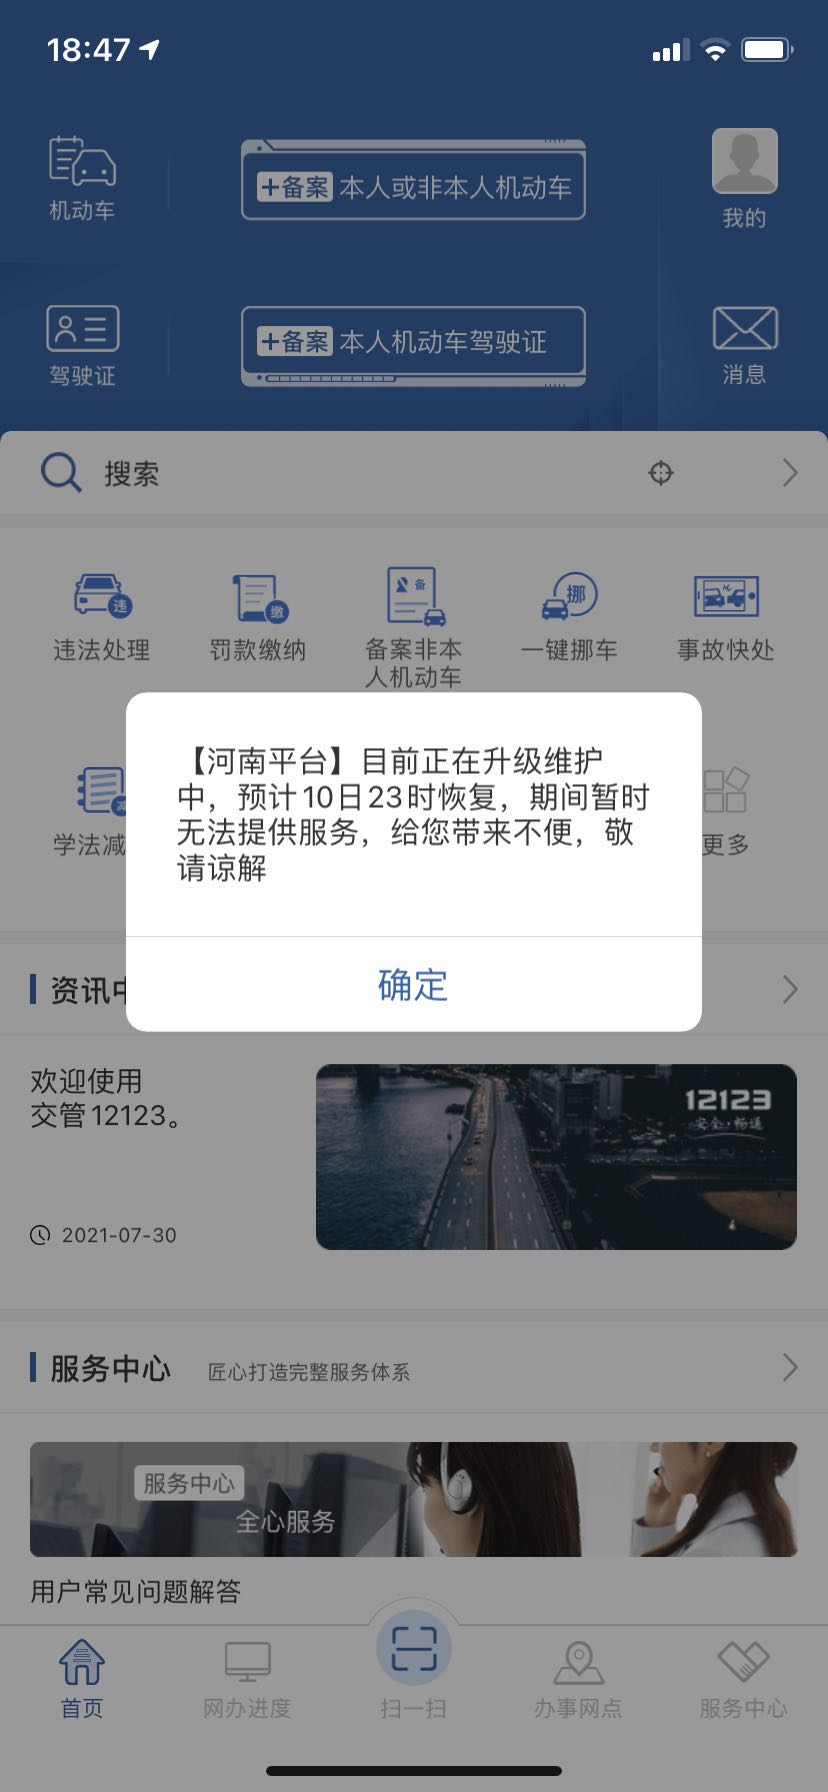 18:47
机动车
+备案 本人或非本人机动车
我的
驾驶证
+备案 本人机动车驾驶证
消息
搜索
违
缴
备
挪
违法处理
罚款缴纳
备案非本
人机动车
一键挪车
事故快处
减
学法减
更多
【河南平台】目前正在升级维护
中，预计10日23时恢复，期间暂时
无法提供服务，给您带来不便，敬
请谅解
确定
资讯中
欢迎使用
交管12123。
2021-07-30
12123
安全·畅通
服务中心
匠心打造完整服务体系
服务中心
全心服务
用户常见问题解答
首页
网办进度
扫一扫
办事网点
服务中心